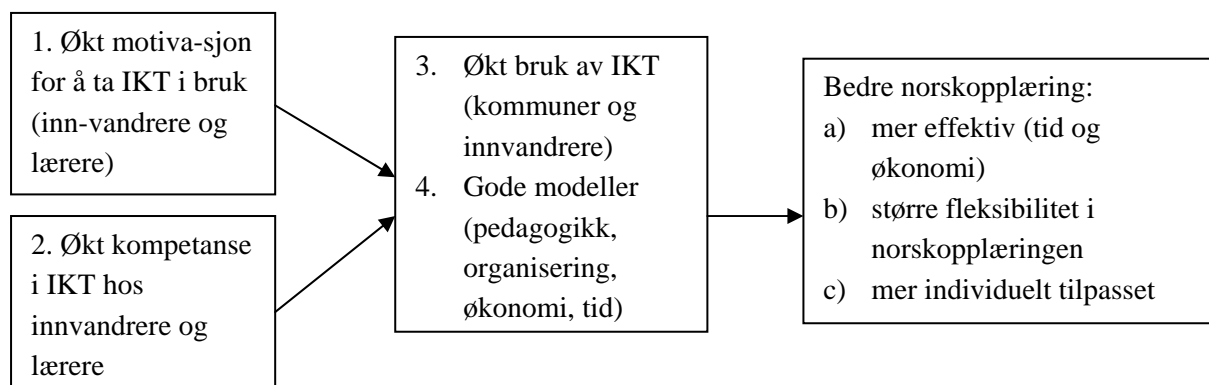 1. Økt motiva-sjon
for å ta IKT i bruk
(inn-vandrere og
lærere)
2. Økt kompetanse
i IKT hos
innvandrere og
lærere
3. Økt bruk av IKT
(kommuner og
innvandrere)
4. Gode modeller
(pedagogikk,
organisering,
økonomi, tid)
Bedre norskopplæring:
a) mer effektiv (tid og
økonomi)
b) større fleksibilitet i
norskopplæringen
c) mer individuelt tilpasset